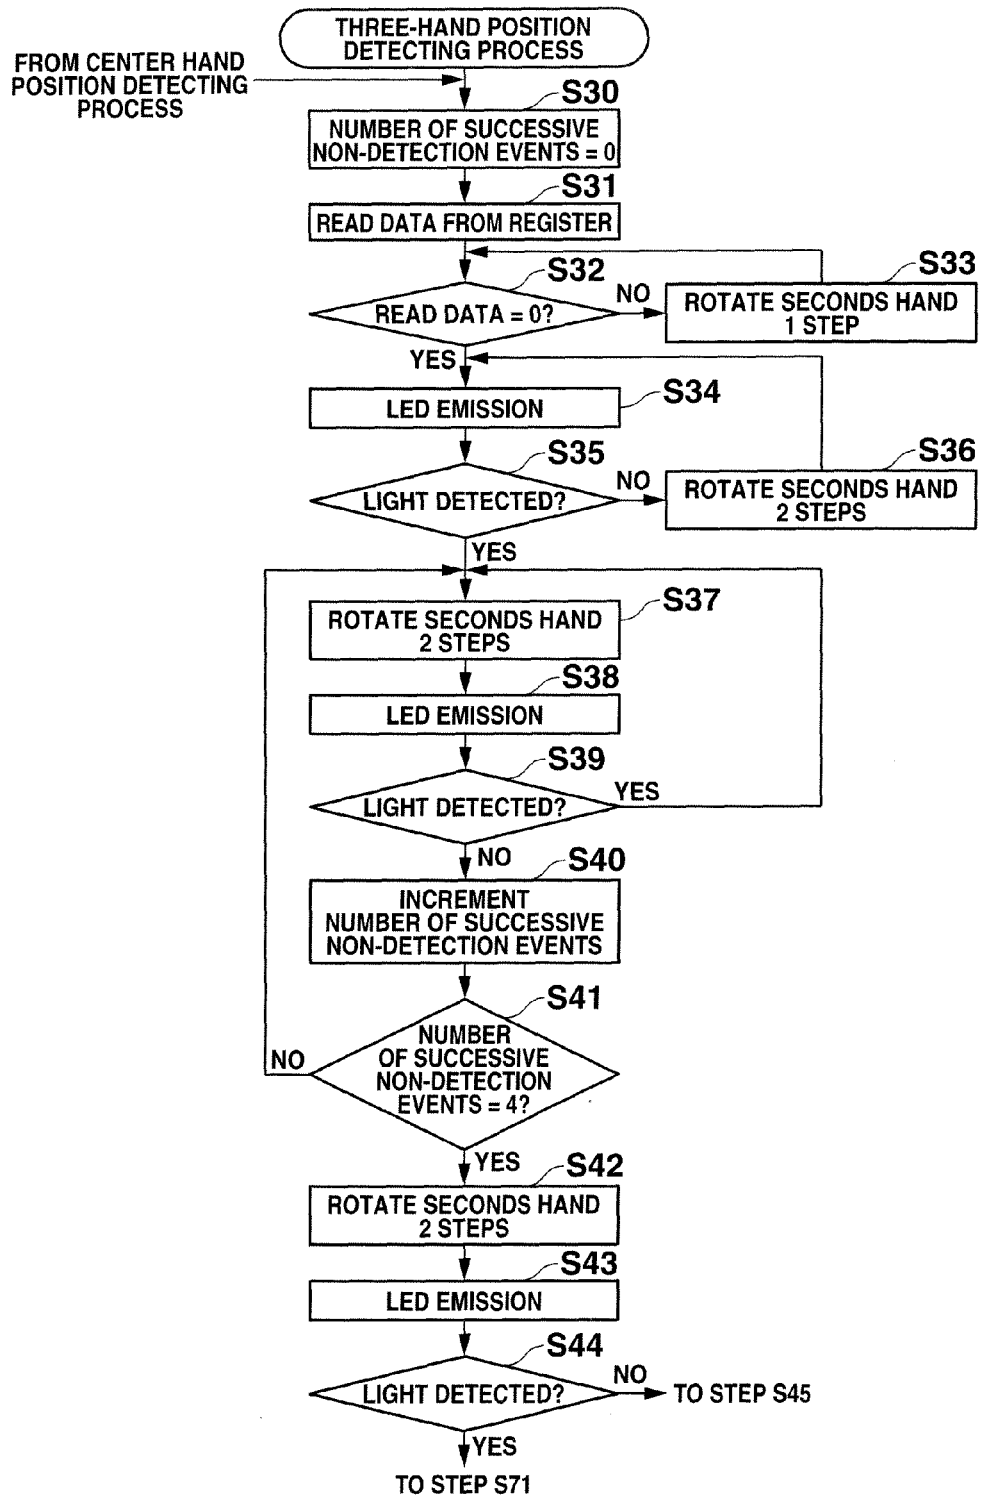 THREE-HAND POSITION
DETECTING PROCESS
FROM CENTER HAND
POSITION DETECTING
PROCESS
S30
NUMBER OF SUCCESSIVE
NON-DETECTION EVENTS = 0
S31
READ DATA FROM REGISTER
S32
READ DATA = 0?
NO
S33
ROTATE SECONDS HAND
1 STEP
YES
S34
LED EMISSION
S35
LIGHT DETECTED?
NO
S36
ROTATE SECONDS HAND
2 STEPS
YES
S37
ROTATE SECONDS HAND
2 STEPS
S38
LED EMISSION
S39
LIGHT DETECTED?
YES
NO
S40
INCREMENT
NUMBER OF SUCCESSIVE
NON-DETECTION EVENTS
S41
NUMBER
OF SUCCESSIVE
NON-DETECTION
EVENTS = 4?
NO
YES
S42
ROTATE SECONDS HAND
2 STEPS
S43
LED EMISSION
S44
LIGHT DETECTED?
NO
TO STEP S45
YES
TO STEP S71